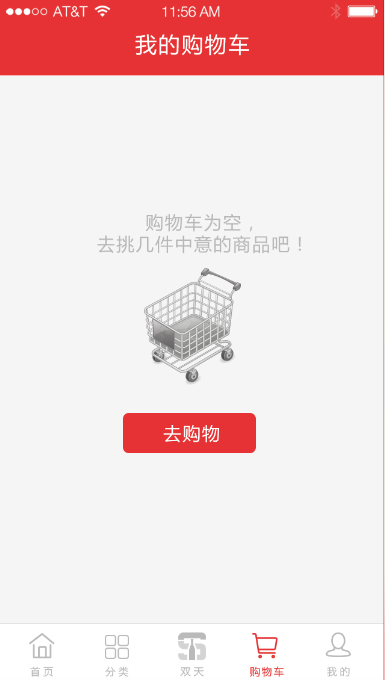 AT&T 11:56 AM
我的购物车
购物车为空，
去挑几件中意的商品吧！
去购物
首页 分类 双天 购物车 我的